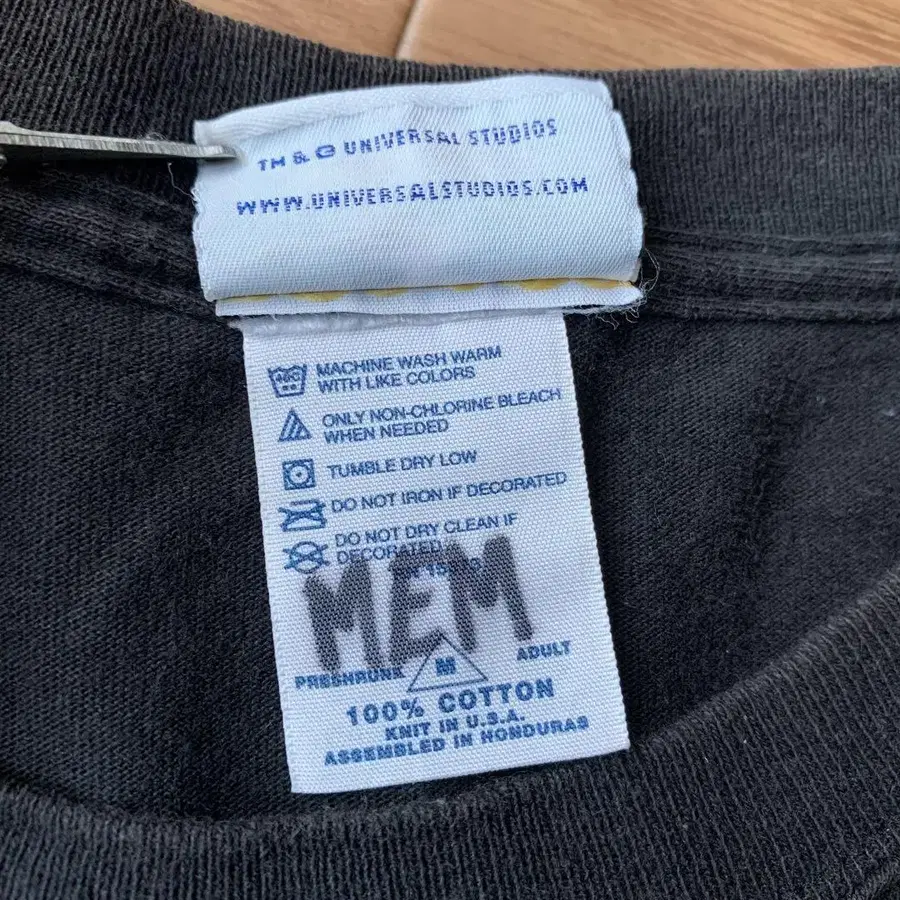 TM & © UNIVERSAL STUDIOS
WWW.UNIVERSALSTUDIOS.COM
MACHINE WASH WARM
WITH LIKE COLORS
ONLY NON-CHLORINE BLEACH
WHEN NEEDED
TUMBLE DRY LOW
DO NOT IRON IF DECORATED
DO NOT DRY CLEAN IF
DECORATED
MEM
PRESHRUNK M ADULT
100% COTTON
KNIT IN U.S.A.
ASSEMBLED IN HONDURAS